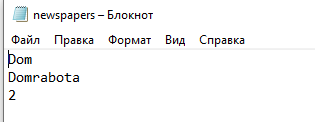 newspapers – Блокнот
Файл Правка Формат Вид Справка
Dom
Domrabota
2